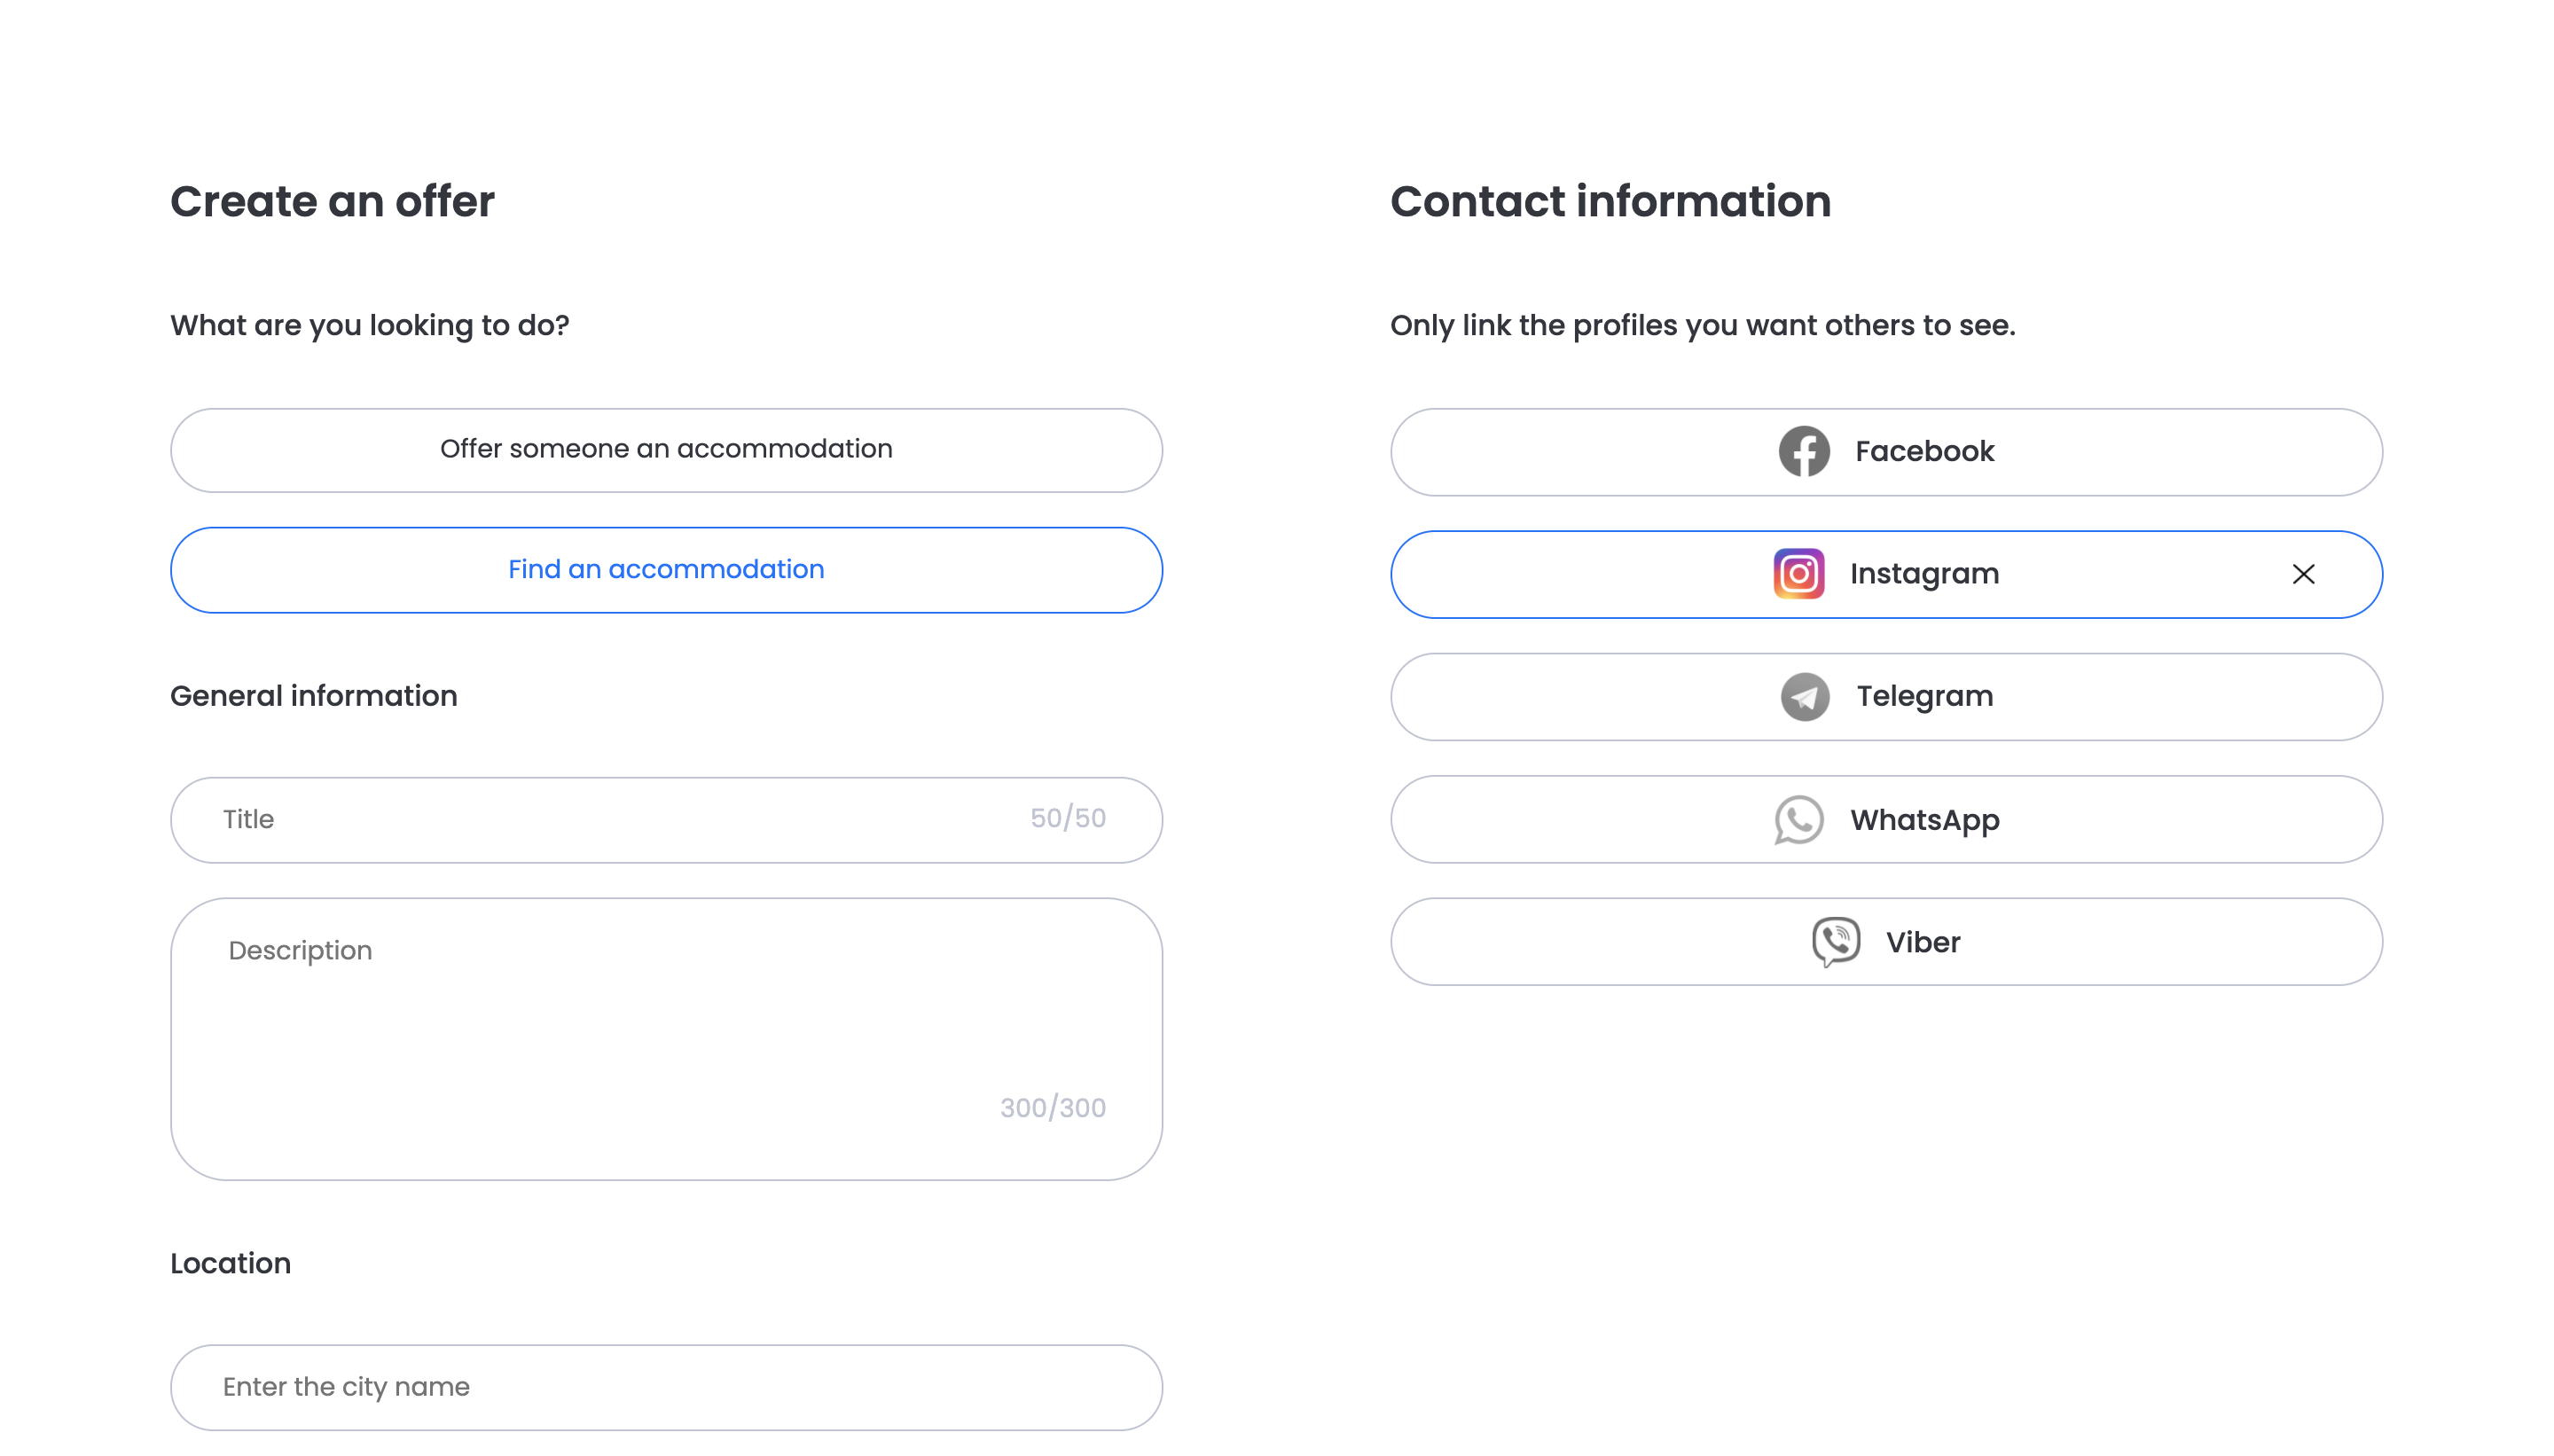 Create an offer
What are you looking to do?
Offer someone an accommodation
Find an accommodation
General information
Title
50/50
Description
300/300
Location
Enter the city name
Contact information
Only link the profiles you want others to see.
Facebook
Instagram
Telegram
WhatsApp
Viber